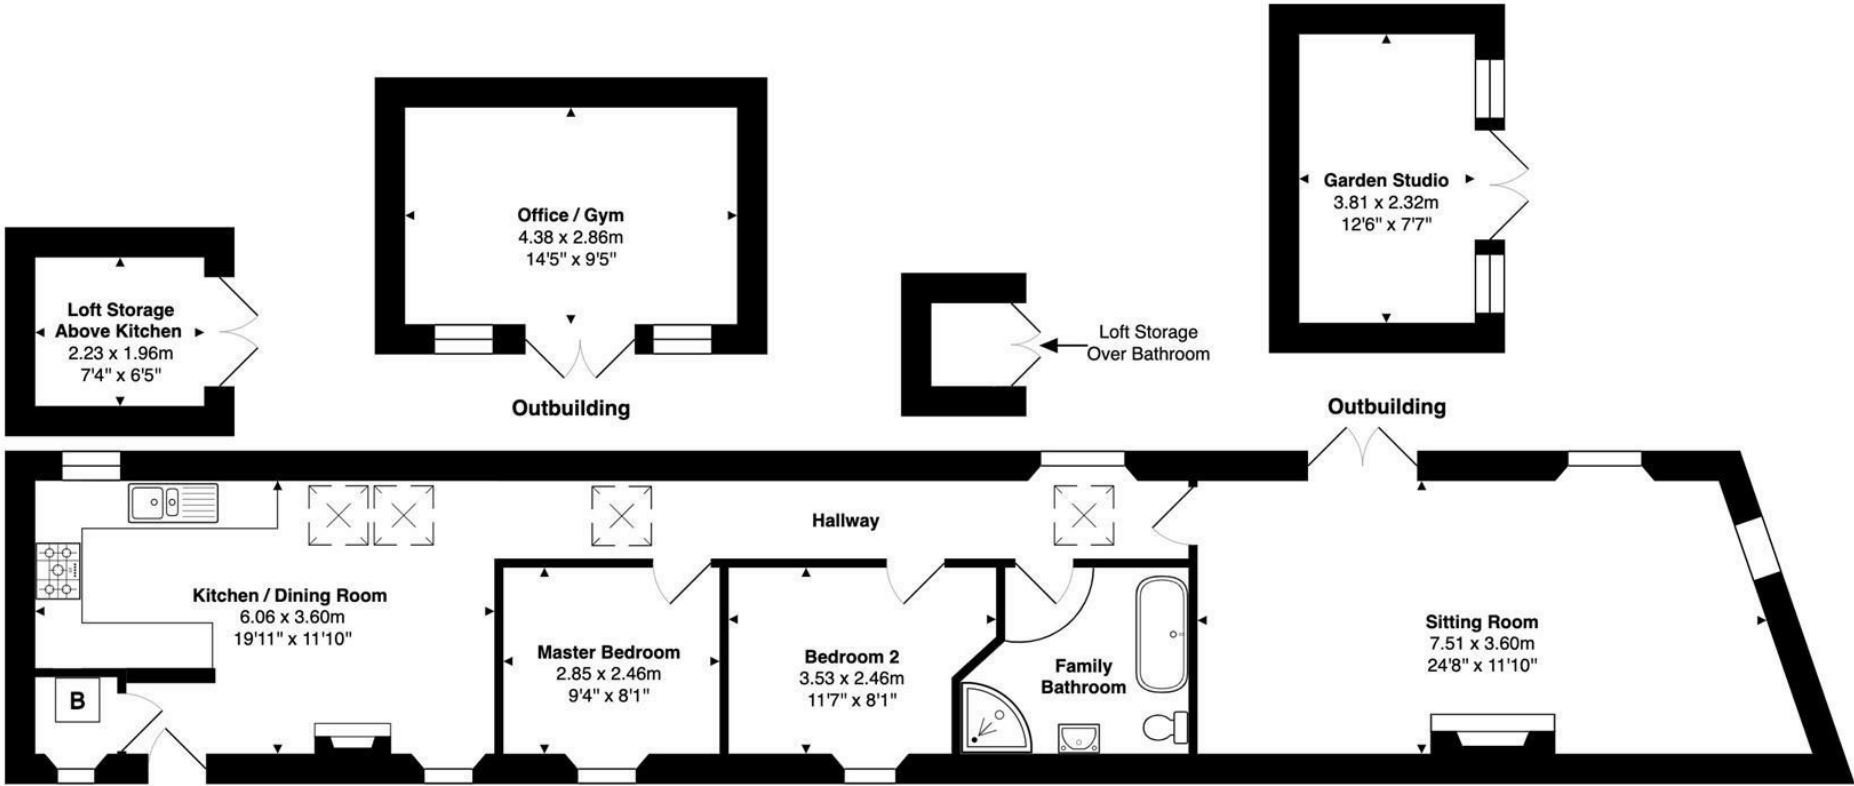 Loft Storage
Above Kitchen
2.23 x 1.96m
7'4" x 6'5"
Office / Gym
4.38 x 2.86m
14'5" x 9'5"
Outbuilding
Loft Storage
Over Bathroom
Garden Studio
3.81 x 2.32m
12'6" x 7'7"
Outbuilding
Hallway
Kitchen / Dining Room
6.06 x 3.60m
19'11" x 11'10"
B
Master Bedroom
2.85 x 2.46m
9'4" x 8'1"
Bedroom 2
3.53 x 2.46m
11'7" x 8'1"
Family
Bathroom
Sitting Room
7.51 x 3.60m
24'8" x 11'10"